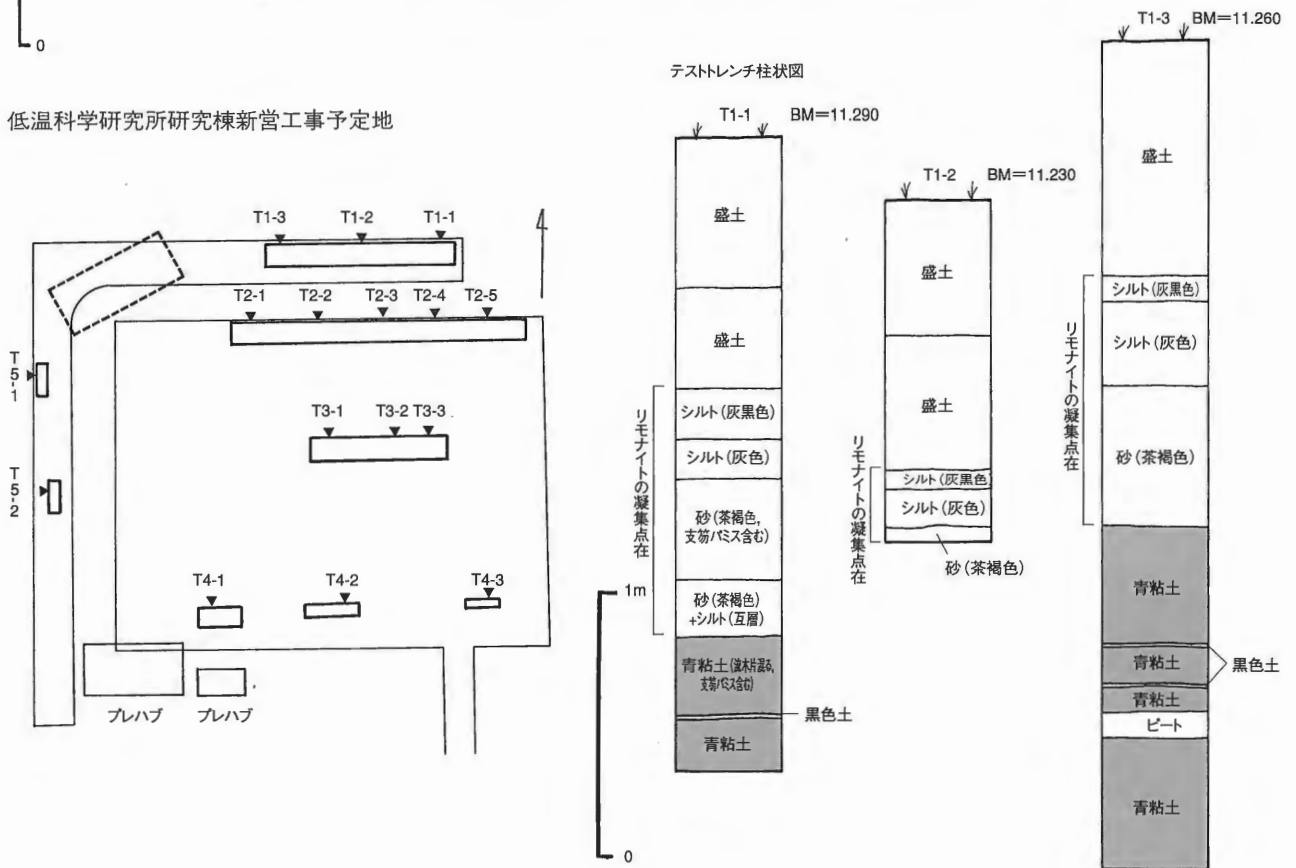 0
低温科学研究所研究棟新営工事予定地
T1-3
T1-2
T1-1
T2-1
T2-2
T2-3
T2-4
T2-5
T5-1
T3-1
T3-2
T3-3
T5-2
T4-1
T4-2
T4-3
プレハブ
プレハブ
テストトレンチ柱状図
T1-1
BM=11.290
盛土
盛土
リモナイトの凝集点在
シルト(灰黒色)
シルト(灰色)
砂(茶褐色,
支笏パミス含む)
砂(茶褐色)
+シルト(互層)
青粘土(流木片混る,
支笏パミス含む)
黒色土
青粘土
1m
0
T1-2
BM=11.230
盛土
盛土
リモナイトの凝集点在
シルト(灰黒色)
シルト(灰色)
砂(茶褐色)
T1-3
BM=11.260
盛土
リモナイトの凝集点在
シルト(灰黒色)
シルト(灰色)
砂(茶褐色)
青粘土
青粘土
黒色土
青粘土
ピート
青粘土